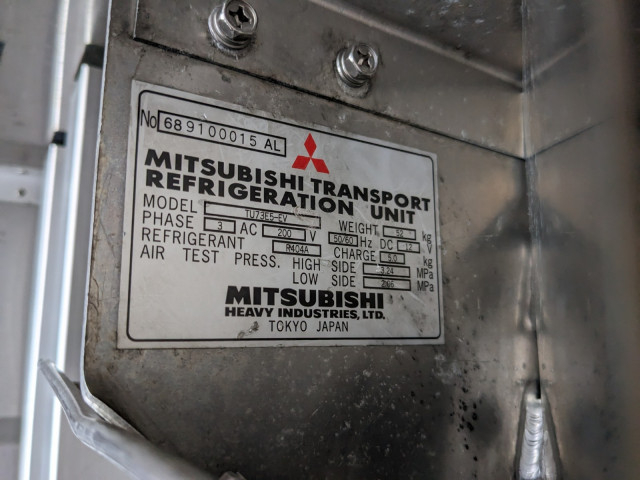 No 689100015 AL
MITSUBISHI TRANSPORT
REFRIGERATION UNIT
MODEL TU73E5-EV WEIGHT 52 kg
PHASE 3 AC 200 V 50/60 Hz DC 12 V
REFRIGERANT R404A CHARGE 5.0 kg
AIR TEST PRESS. HIGH SIDE 3.24 MPa
LOW SIDE 2.06 MPa
MITSUBISHI
HEAVY INDUSTRIES, LTD.
TOKYO JAPAN